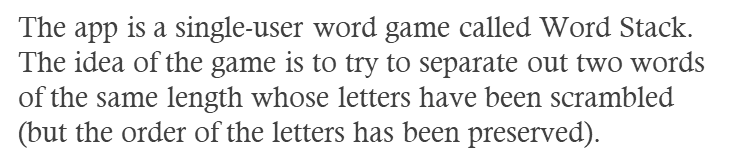 The app is a single-user word game called Word Stack.
The idea of the game is to try to separate out two words
of the same length whose letters have been scrambled
(but the order of the letters has been preserved).